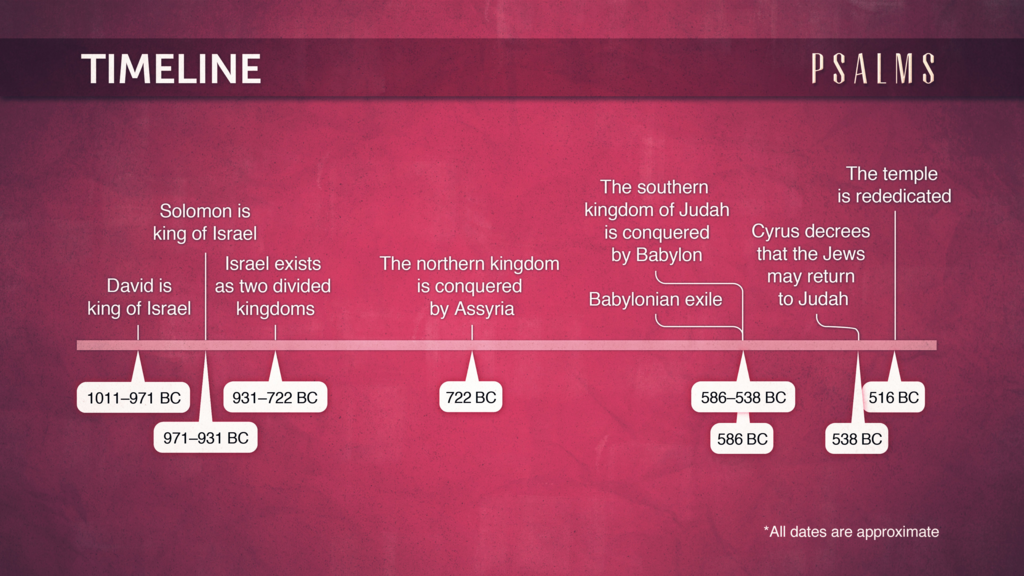 TIMELINE
PSALMS
David is
king of Israel
1011–971 BC
Solomon is
king of Israel
971–931 BC
Israel exists
as two divided
kingdoms
931–722 BC
The northern kingdom
is conquered
by Assyria
722 BC
The southern
kingdom of Judah
is conquered
by Babylon
586 BC
Babylonian exile
586–538 BC
Cyrus decrees
that the Jews
may return
to Judah
538 BC
The temple
is rededicated
516 BC
*All dates are approximate